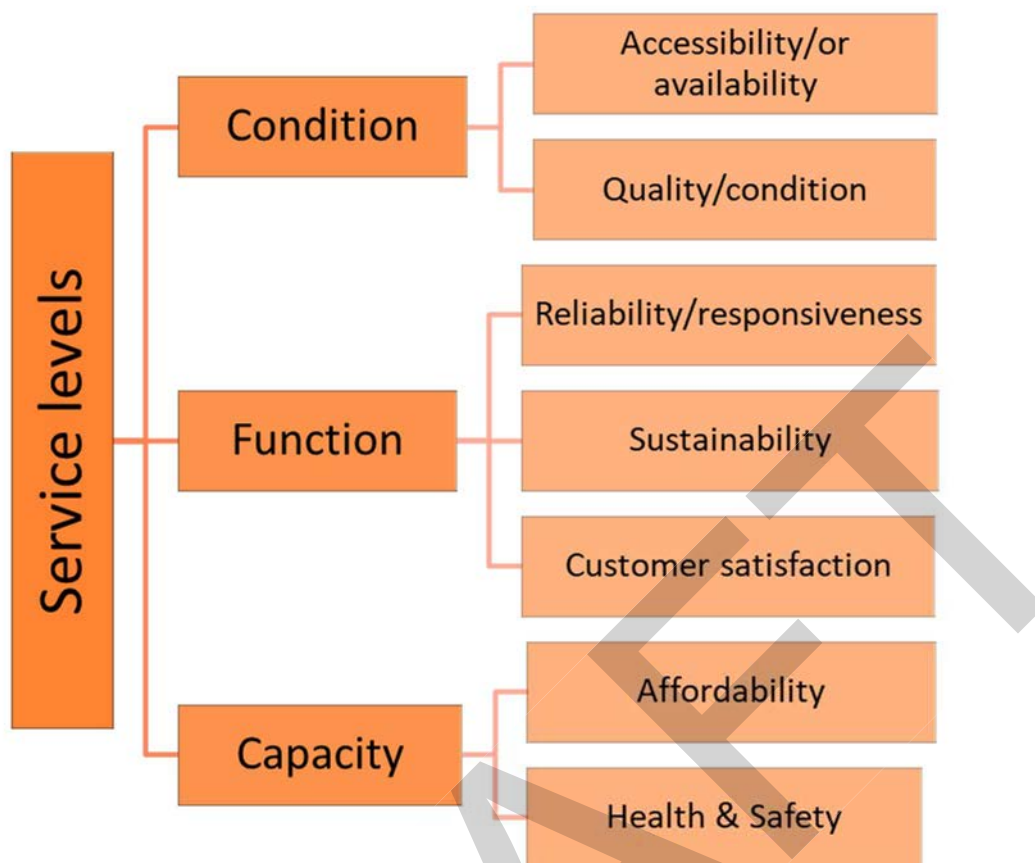 Service levels
Condition
Accessibility/or
availability
Quality/condition
Function
Reliability/responsiveness
Sustainability
Customer satisfaction
Capacity
Affordability
Health & Safety